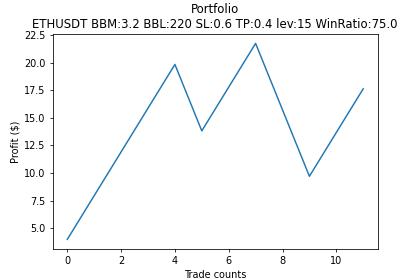 Portfolio
ETHUSDT BBM:3.2 BBL:220 SL:0.6 TP:0.4 lev:15 WinRatio:75.0
22.5
20.0
17.5
15.0
12.5
10.0
7.5
5.0
Profit ($)
0 2 4 6 8 10
Trade counts